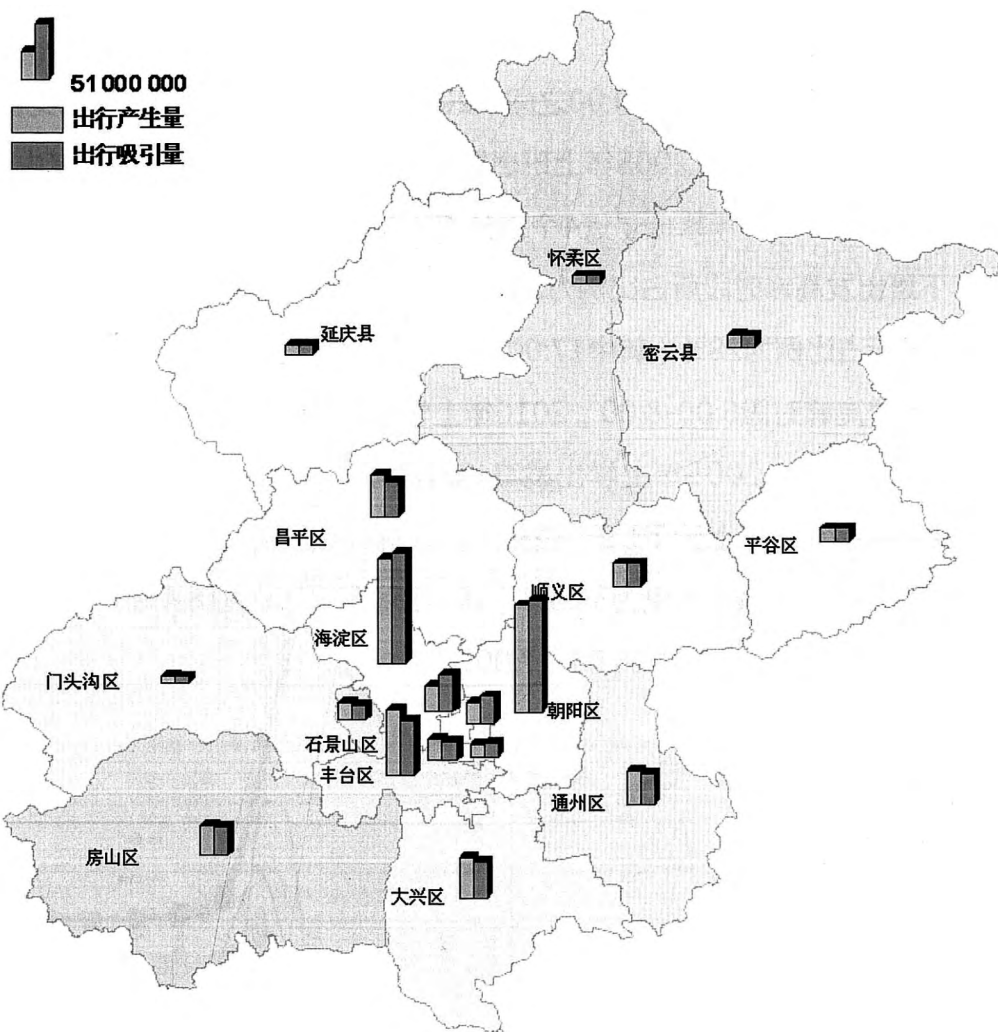 51 000 000
出行产生量
出行吸引量
怀柔区
延庆县
密云县
昌平区
平谷区
顺义区
海淀区
门头沟区
朝阳区
石景山区
丰台区
通州区
房山区
大兴区